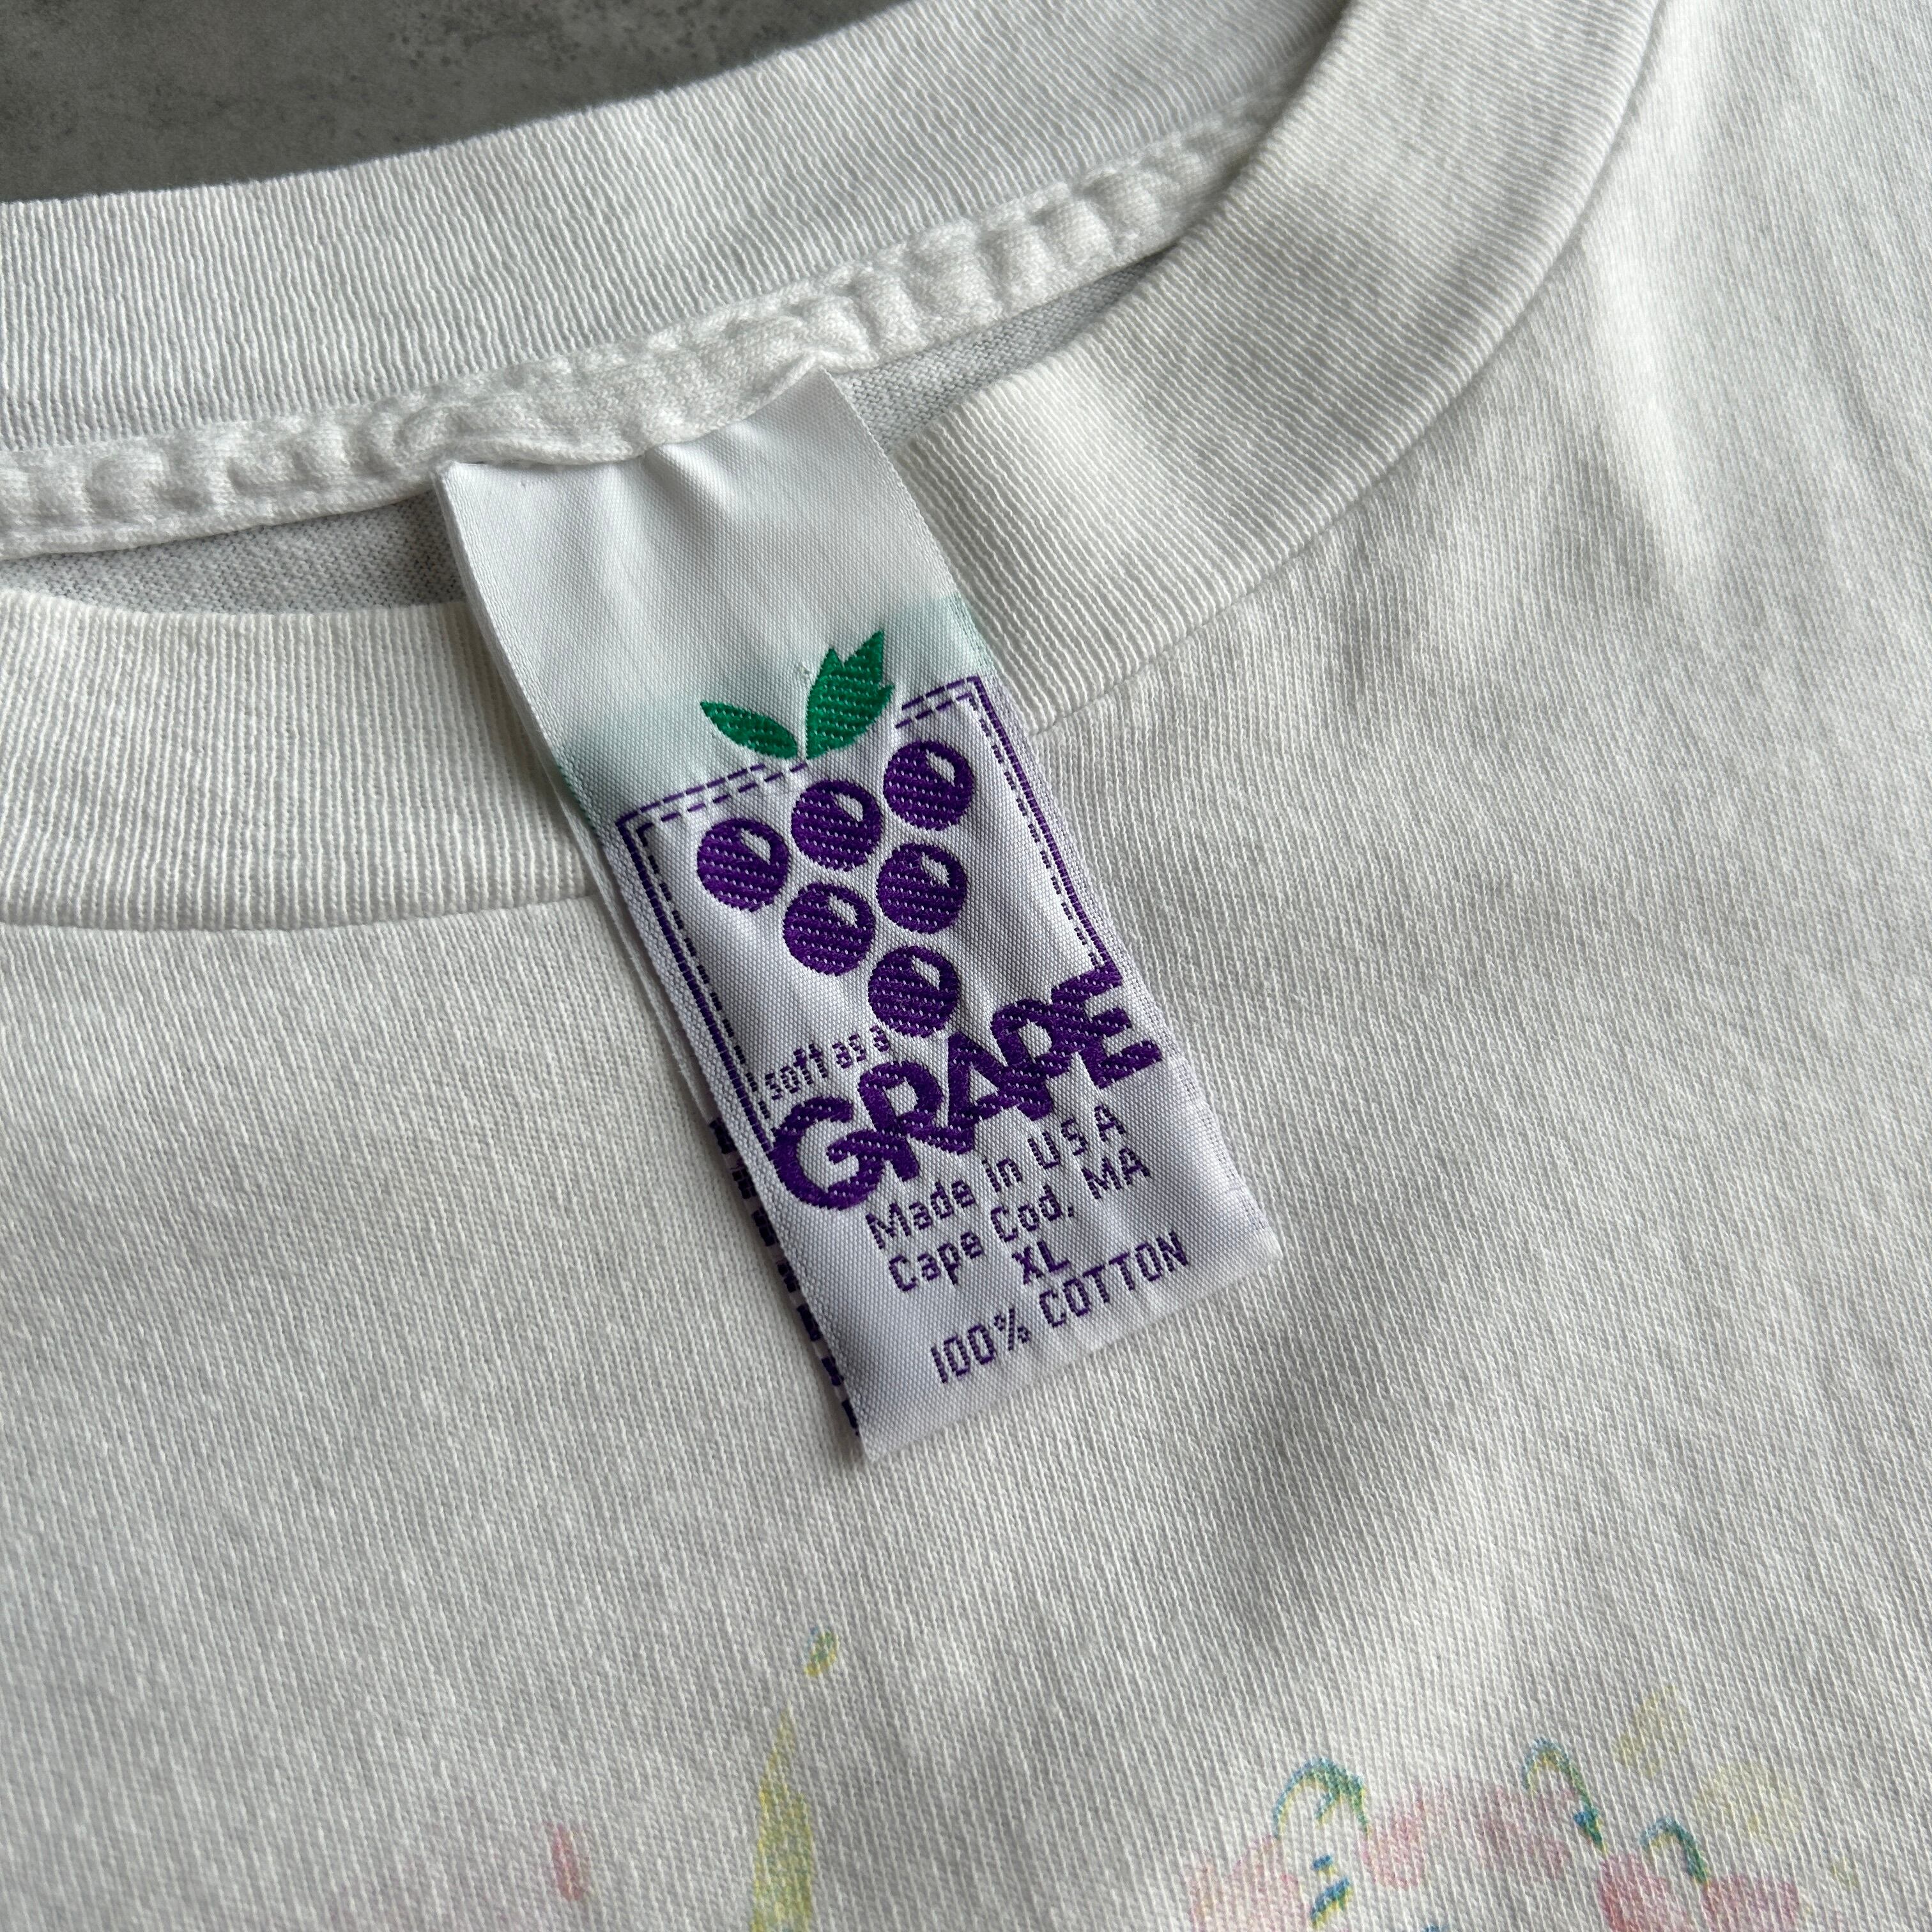 soft as a
GRAPE
Made in USA
Cape Cod, MA
XL
100% COTTON